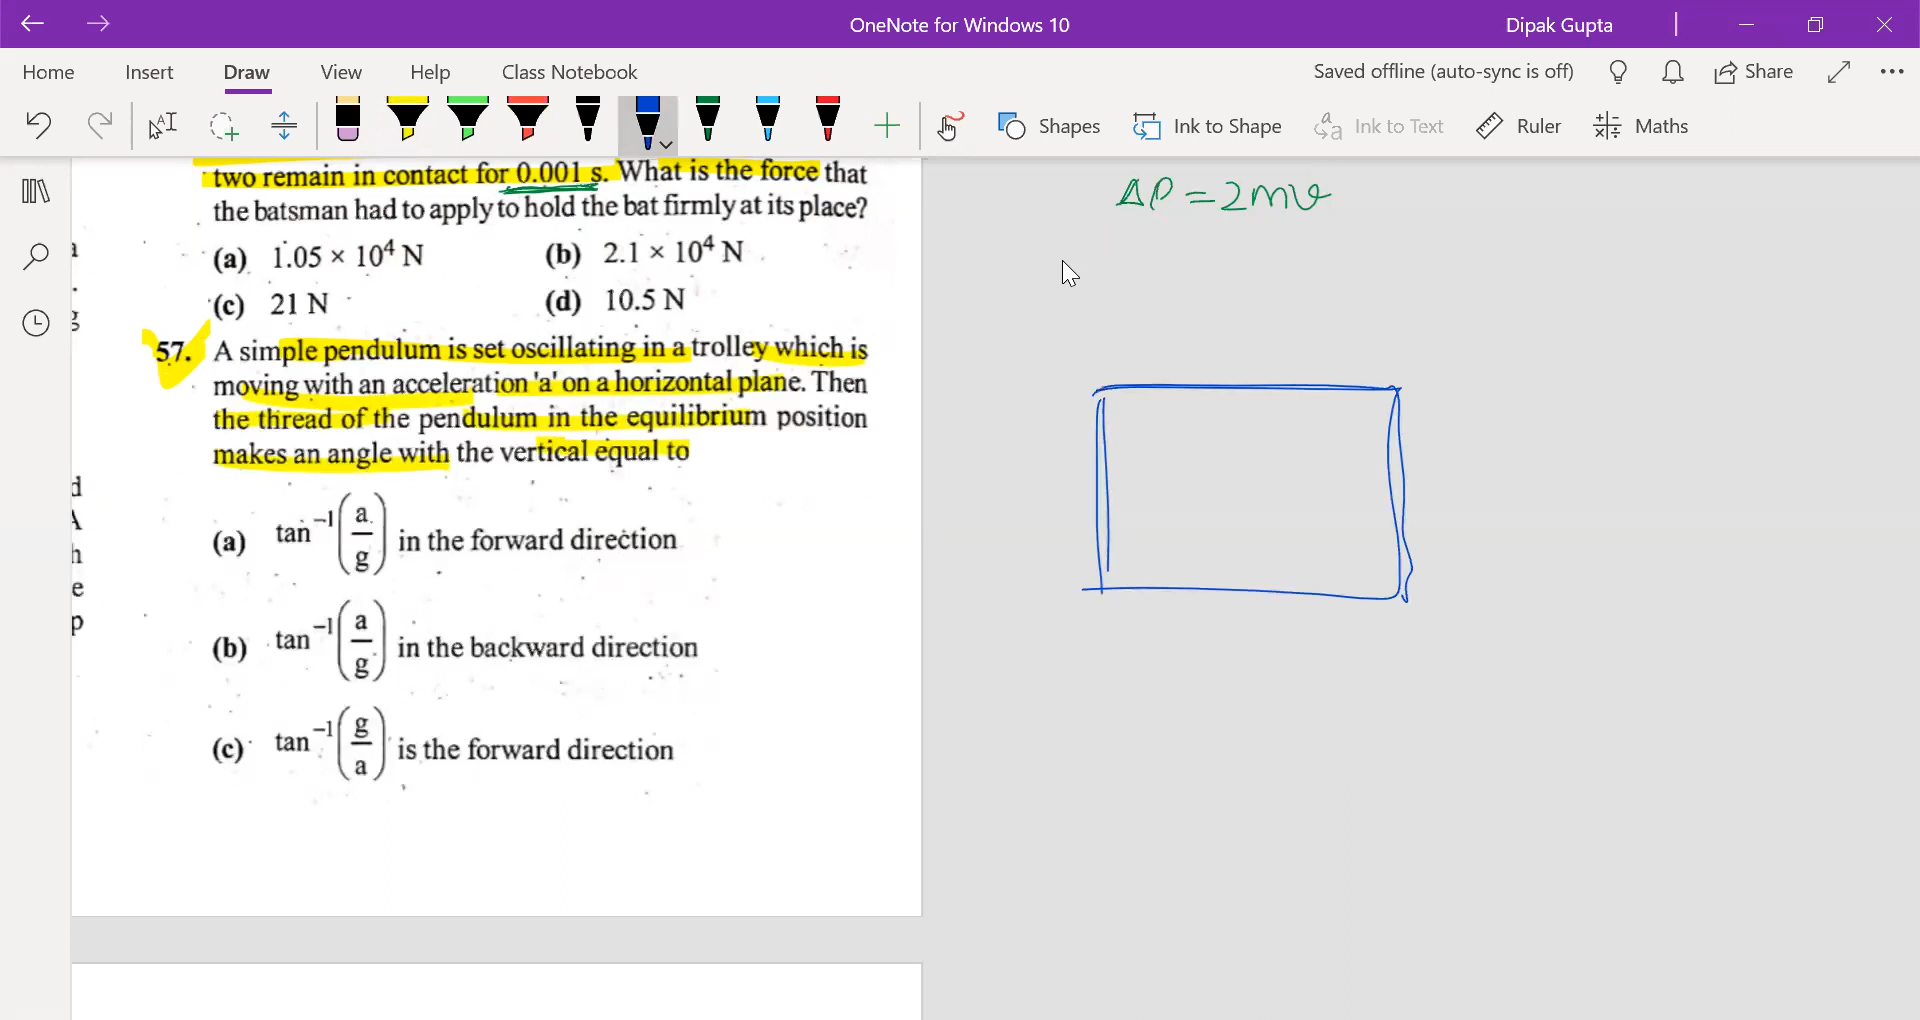 OneNote for Windows 10
Dipak Gupta
Home Insert Draw View Help Class Notebook
Saved offline (auto-sync is off) Share
Shapes Ink to Shape Ink to Text Ruler Maths
two remain in contact for 0.001 s. What is the force that
the batsman had to apply to hold the bat firmly at its place?
(a) 1.05 × 10⁴ N (b) 2.1 × 10⁴ N
(c) 21 N (d) 10.5 N
57. A simple pendulum is set oscillating in a trolley which is
moving with an acceleration 'a' on a horizontal plane. Then
the thread of the pendulum in the equilibrium position
makes an angle with the vertical equal to
(a) tan⁻¹(a/g) in the forward direction
(b) tan⁻¹(a/g) in the backward direction
(c) tan⁻¹(g/a) is the forward direction
ΔP = 2mv